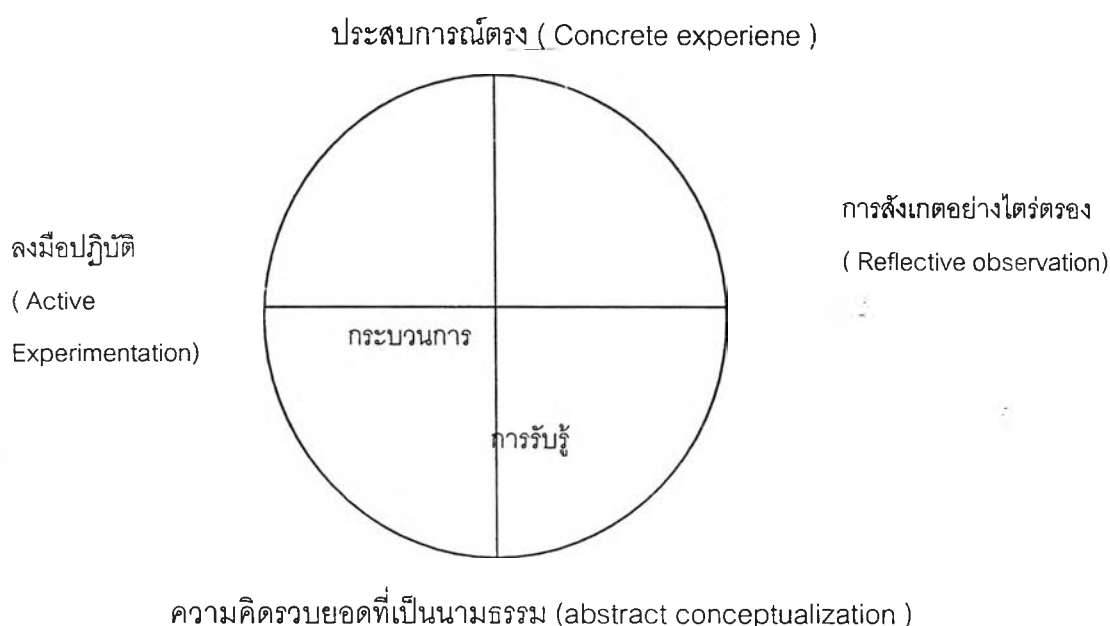 ประสบการณ์ตรง ( Concrete experiene )
การสังเกตอย่างไตร่ตรอง
( Reflective observation)
ลงมือปฏิบัติ
( Active
Experimentation)
กระบวนการ
การรับรู้
ความคิดรวบยอดที่เป็นนามธรรม (abstract conceptualization )